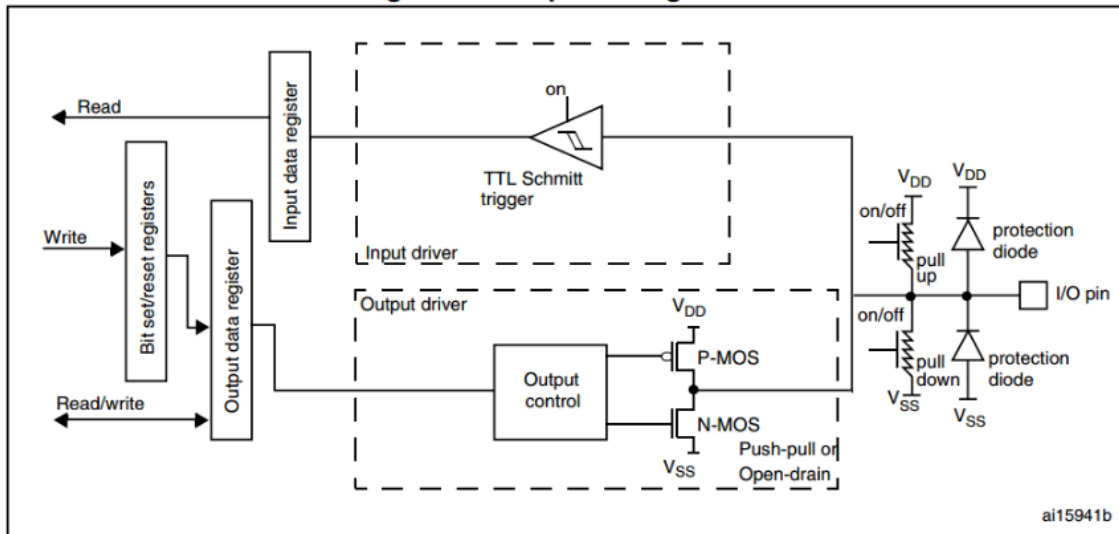 Read
Bit set/reset registers
Write
Read/write
Input data register
Output data register
on
TTL Schmitt
trigger
Input driver
Output driver
Output
control
VDD
P-MOS
N-MOS
VSS
Push-pull or
Open-drain
VDD
on/off
pull
up
on/off
pull
down
VSS
VDD
protection
diode
I/O pin
protection
diode
VSS
ai15941b